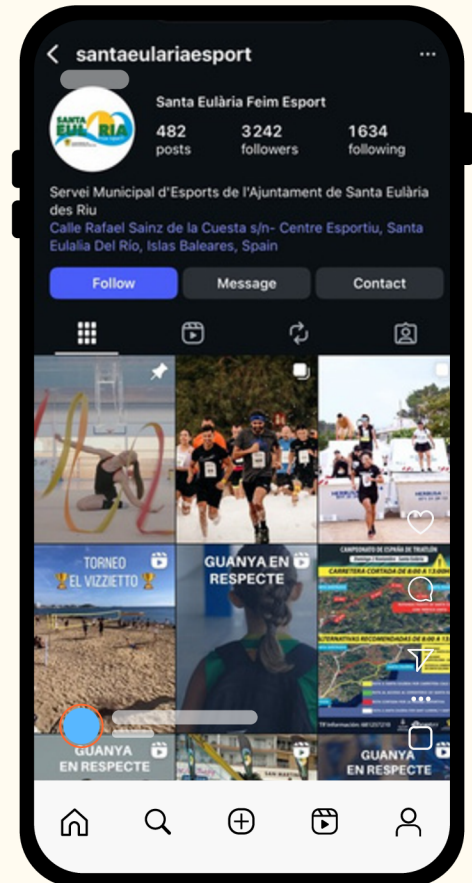 santaeulariaesport
Santa Eulària Feim Esport
SANTA
EULÀRIA
482
3242
1634
posts
followers
following
Servei Municipal d'Esports de l'Ajuntament de Santa Eulària
des Riu
Calle Rafael Sainz de la Cuesta s/n- Centre Esportiu, Santa
Eulalia Del Río, Islas Baleares, Spain
Follow
Message
Contact
TORNEO
EL VIZZIETTO
GUANYA EN
RESPECTE
CAMPEONATO DE ESPAÑA DE TRIATLÓN
CARRETERA CORTADA DE 8:00 A 13:00H
ALTERNATIVAS RECOMENDADAS DE 8:00 A 13:
GUANYA
EN RESPECTE
SAN MARTIN
GUANYA
EN RESPECTE